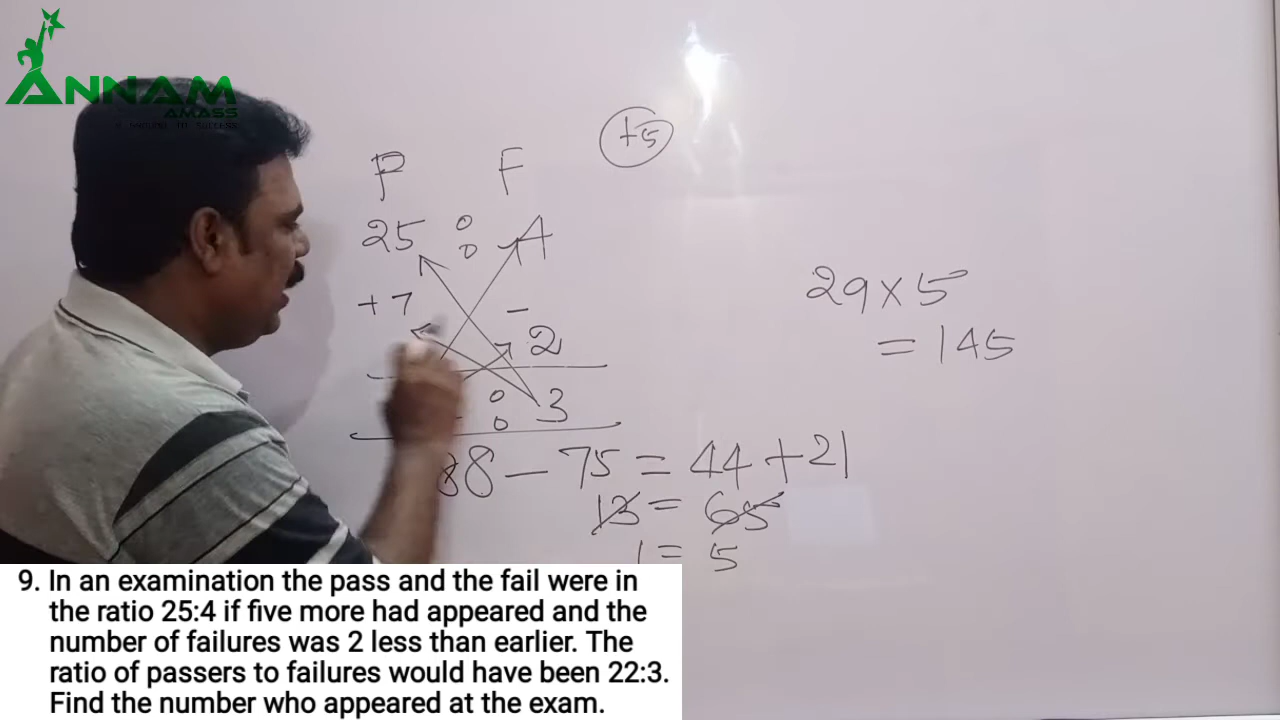 ANNAM
AMASS
+5
P F
25 : 4
+7 - 2
: 3
88 - 75 = 44 + 21
13 = 65
1 = 5
29 x 5
= 145
9. In an examination the pass and the fail were in
the ratio 25:4 if five more had appeared and the
number of failures was 2 less than earlier. The
ratio of passers to failures would have been 22:3.
Find the number who appeared at the exam.